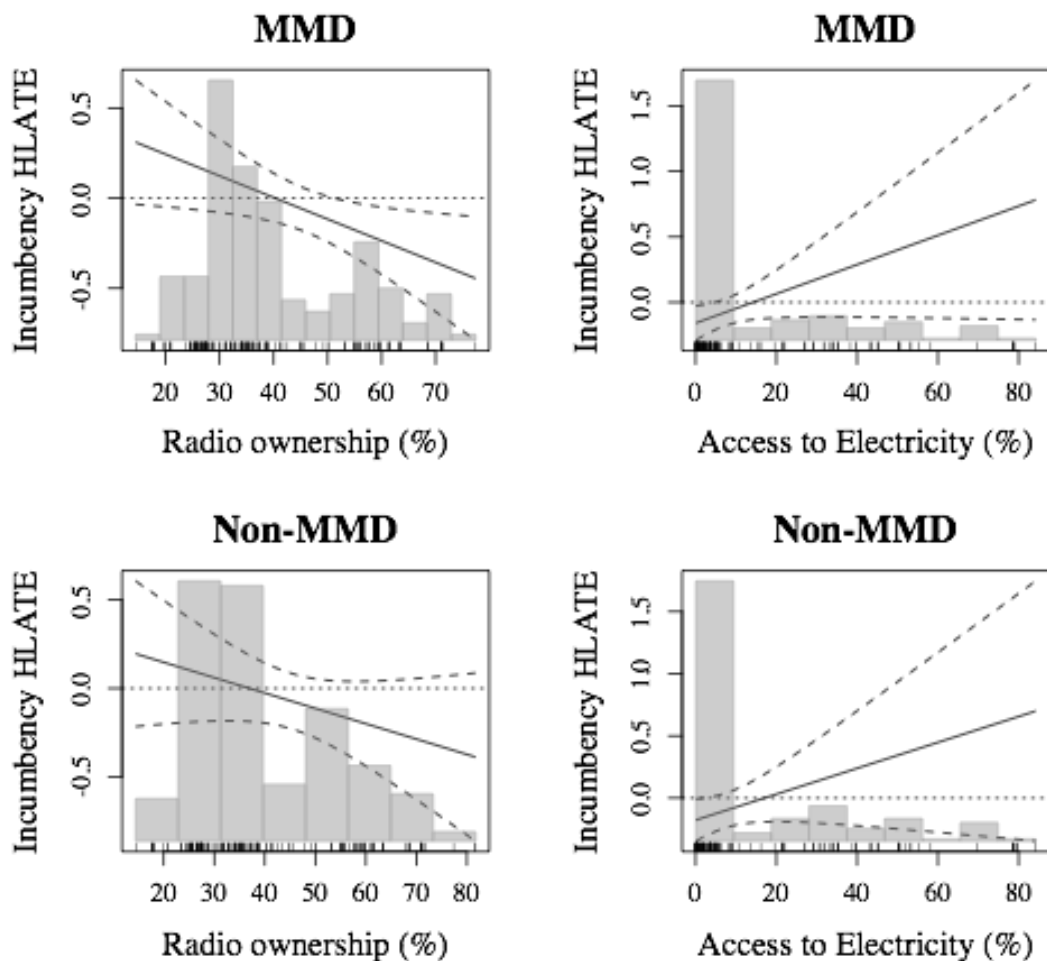 MMD
Incumbency HLATE
0.5
0.0
-0.5
20 30 40 50 60 70
Radio ownership (%)
MMD
Incumbency HLATE
1.5
1.0
0.5
0.0
0 20 40 60 80
Access to Electricity (%)
Non-MMD
Incumbency HLATE
0.5
0.0
-0.5
20 30 40 50 60 70 80
Radio ownership (%)
Non-MMD
Incumbency HLATE
1.5
1.0
0.5
0.0
0 20 40 60 80
Access to Electricity (%)